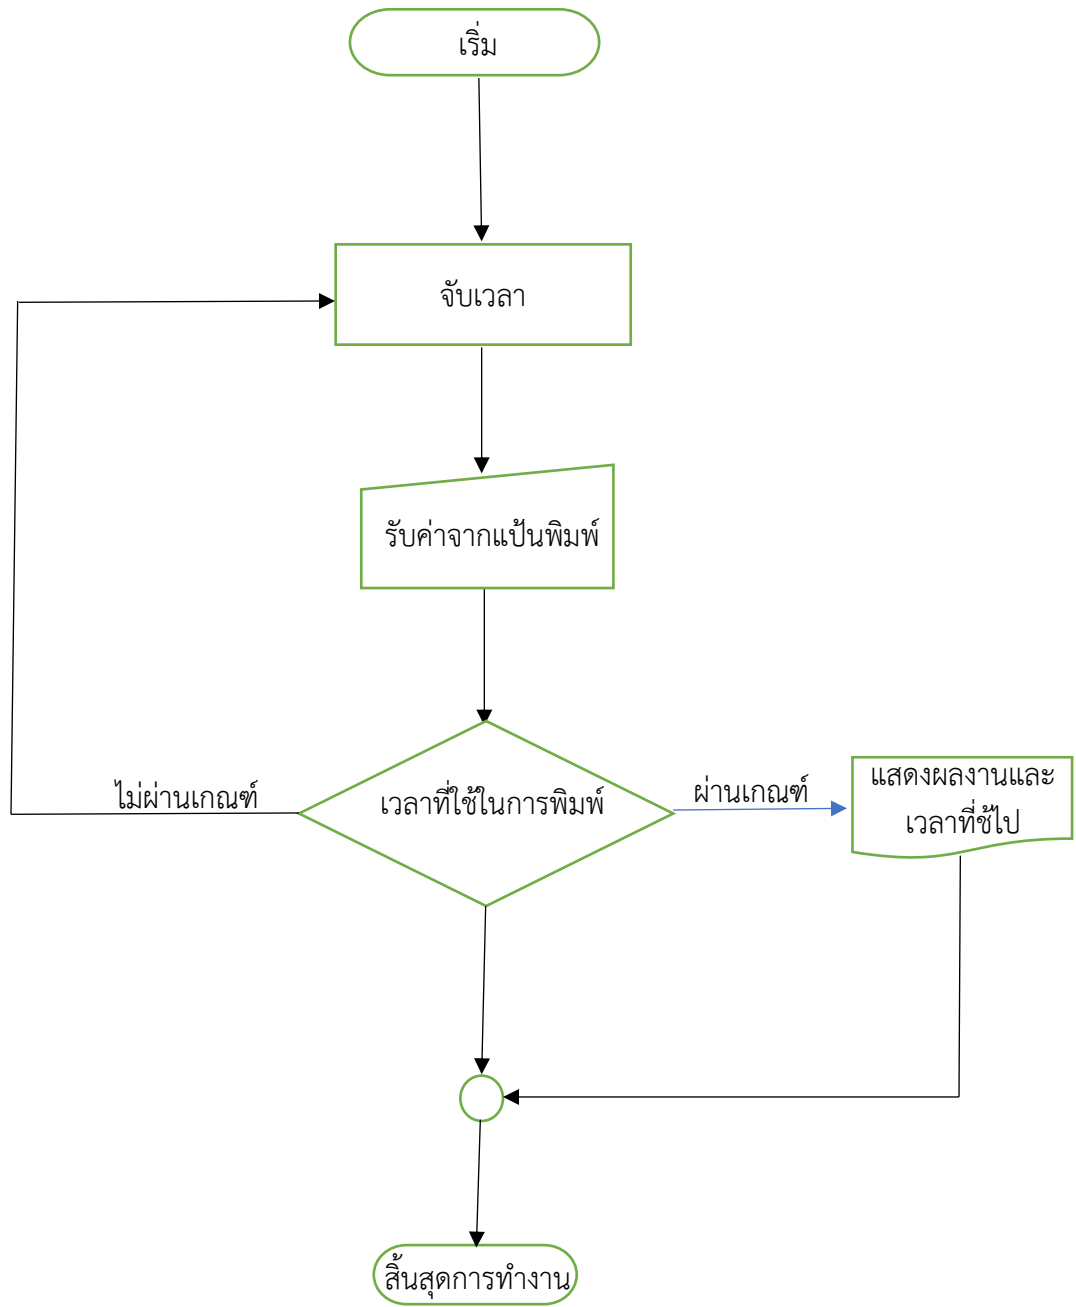 เริ่ม
จับเวลา
รับค่าจากแป้นพิมพ์
เวลาที่ใช้ในการพิมพ์
ไม่ผ่านเกณฑ์
ผ่านเกณฑ์
แสดงผลงานและ
เวลาที่ช้ไป
สิ้นสุดการทำงาน